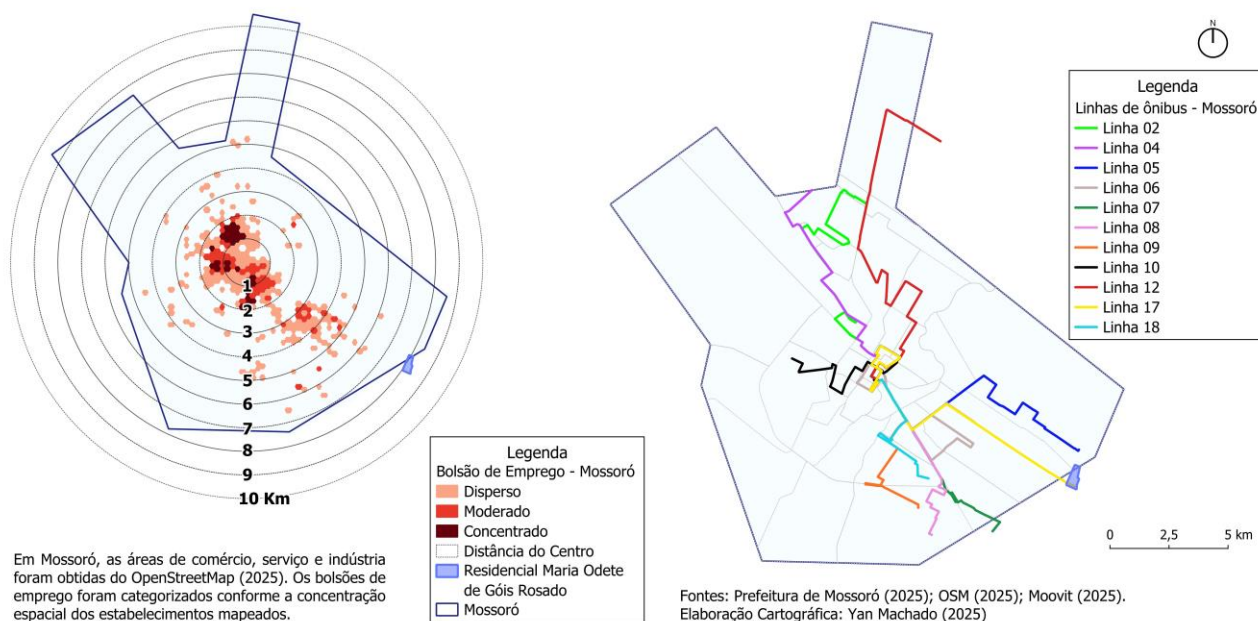 1
2
3
4
5
6
7
8
9
10 Km
Legenda
Bolsão de Emprego - Mossoró
Disperso
Moderado
Concentrado
Distância do Centro
Residencial Maria Odete
de Góis Rosado
Mossoró
Em Mossoró, as áreas de comércio, serviço e indústria
foram obtidas do OpenStreetMap (2025). Os bolsões de
emprego foram categorizados conforme a concentração
espacial dos estabelecimentos mapeados.
N
Legenda
Linhas de ônibus - Mossoró
Linha 02
Linha 04
Linha 05
Linha 06
Linha 07
Linha 08
Linha 09
Linha 10
Linha 12
Linha 17
Linha 18
0 2,5 5 km
Fontes: Prefeitura de Mossoró (2025); OSM (2025); Moovit (2025).
Elaboração Cartográfica: Yan Machado (2025)